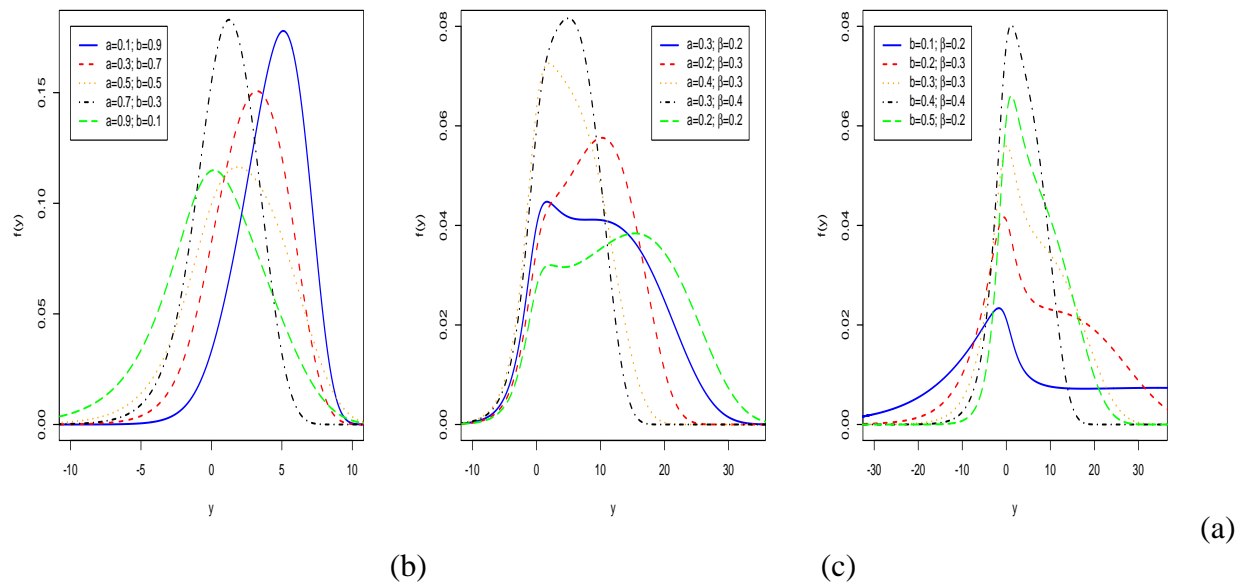 a=0.1; b=0.9
a=0.3; b=0.7
a=0.5; b=0.5
a=0.7; b=0.3
a=0.9; b=0.1
f(y)
0.00
0.05
0.10
0.15
-10
-5
0
5
10
y
a=0.3; β=0.2
a=0.2; β=0.3
a=0.4; β=0.3
a=0.3; β=0.4
a=0.2; β=0.2
f(y)
0.00
0.02
0.04
0.06
0.08
-10
0
10
20
30
y
b=0.1; β=0.2
b=0.2; β=0.3
b=0.3; β=0.3
b=0.4; β=0.4
b=0.5; β=0.2
f(y)
0.00
0.02
0.04
0.06
0.08
-30
-20
-10
0
10
20
30
y
(a)
(b)
(c)